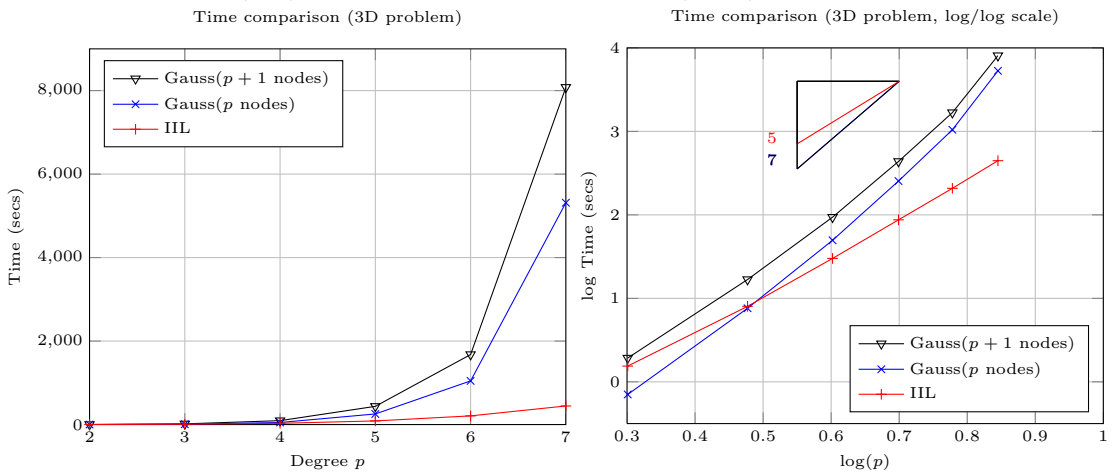 Time comparison (3D problem)
Gauss(p + 1 nodes)
Gauss(p nodes)
IIL
8,000
6,000
4,000
2,000
0
2
3
4
5
6
7
Time (secs)
Degree p
Time comparison (3D problem, log/log scale)
4
3
2
1
0
5
7
Gauss(p + 1 nodes)
Gauss(p nodes)
IIL
0.3
0.4
0.5
0.6
0.7
0.8
0.9
1
log Time (secs)
log(p)